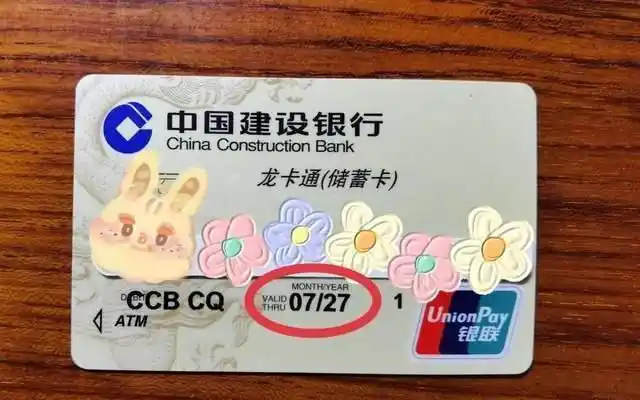 中国建设银行
China Construction Bank
龙卡通(储蓄卡)
MONTH/YEAR
VALID THRU 07/27
CCB CQ
1
ATM
UnionPay
银联